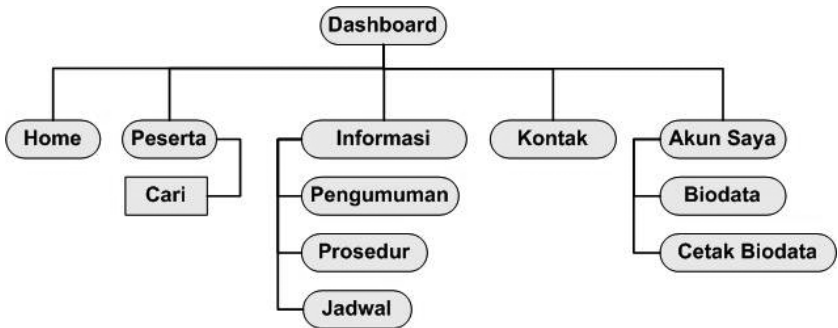 Dashboard
Home
Peserta
Informasi
Kontak
Akun Saya
Cari
Pengumuman
Biodata
Prosedur
Cetak Biodata
Jadwal